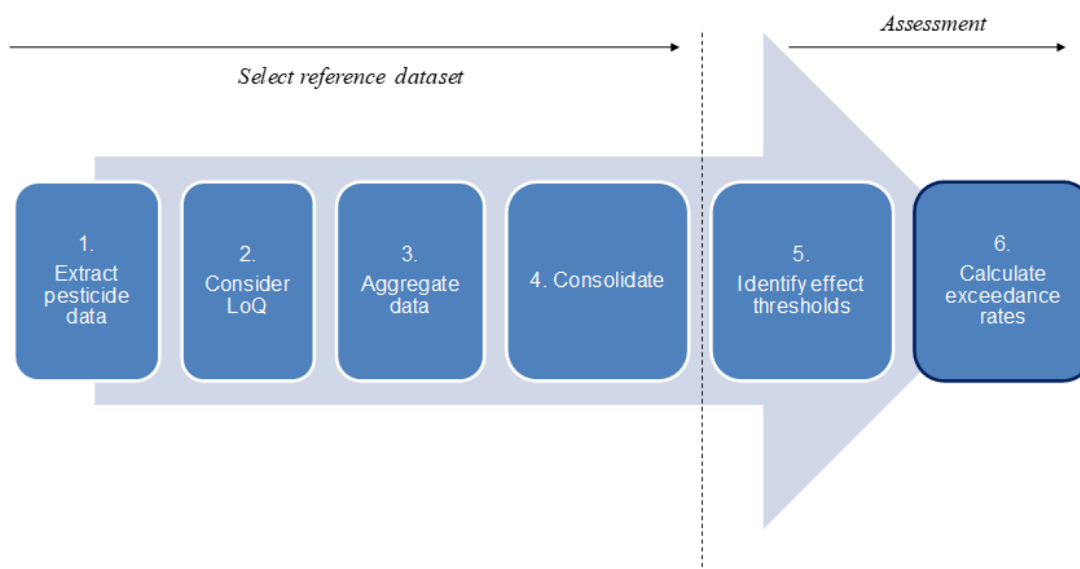 Assessment
Select reference dataset
1.
Extract
pesticide
data
2.
Consider
LoQ
3.
Aggregate
data
4. Consolidate
5.
Identify effect
thresholds
6.
Calculate
exceedance
rates